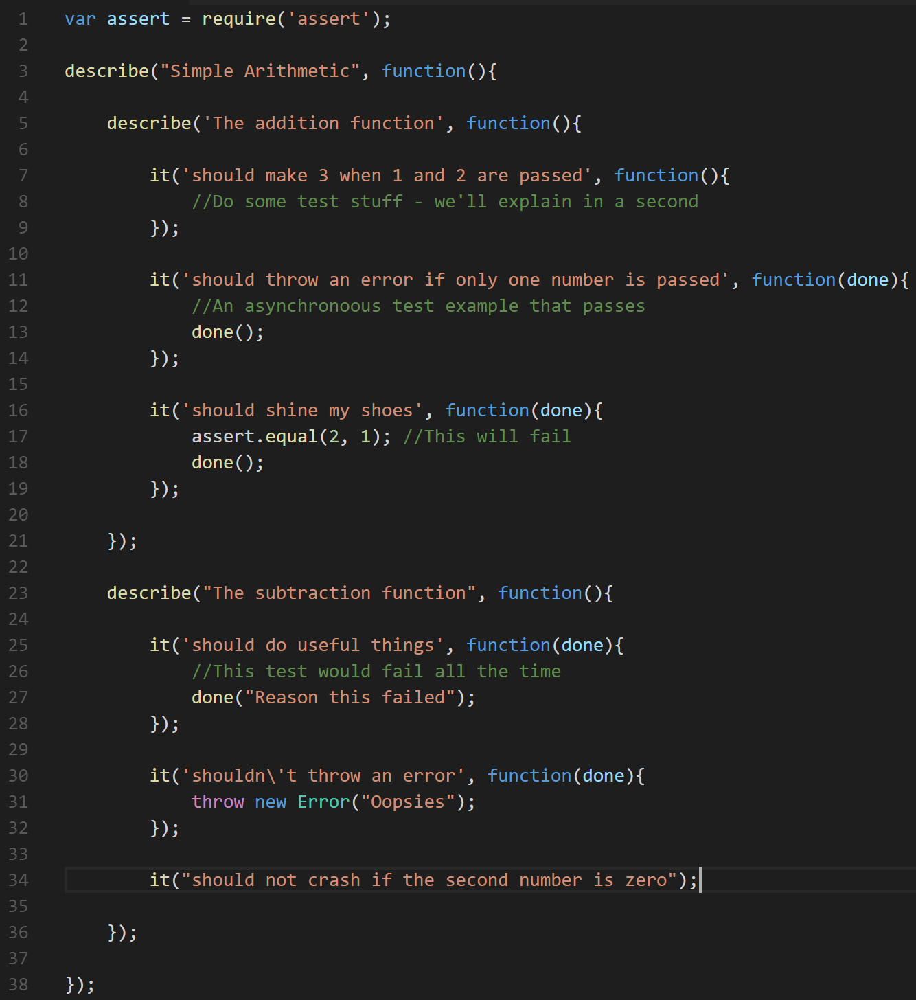 1 var assert = require('assert');
2
3 describe("Simple Arithmetic", function(){
4
5     describe('The addition function', function(){
6
7         it('should make 3 when 1 and 2 are passed', function(){
8             //Do some test stuff - we'll explain in a second
9         });
10
11         it('should throw an error if only one number is passed', function(done){
12             //An asynchronoous test example that passes
13             done();
14         });
15
16         it('should shine my shoes', function(done){
17             assert.equal(2, 1); //This will fail
18             done();
19         });
20
21     });
22
23     describe("The subtraction function", function(){
24
25         it('should do useful things', function(done){
26             //This test would fail all the time
27             done("Reason this failed");
28         });
29
30         it('shouldn\'t throw an error', function(done){
31             throw new Error("Oopsies");
32         });
33
34         it("should not crash if the second number is zero");
35
36     });
37
38 });